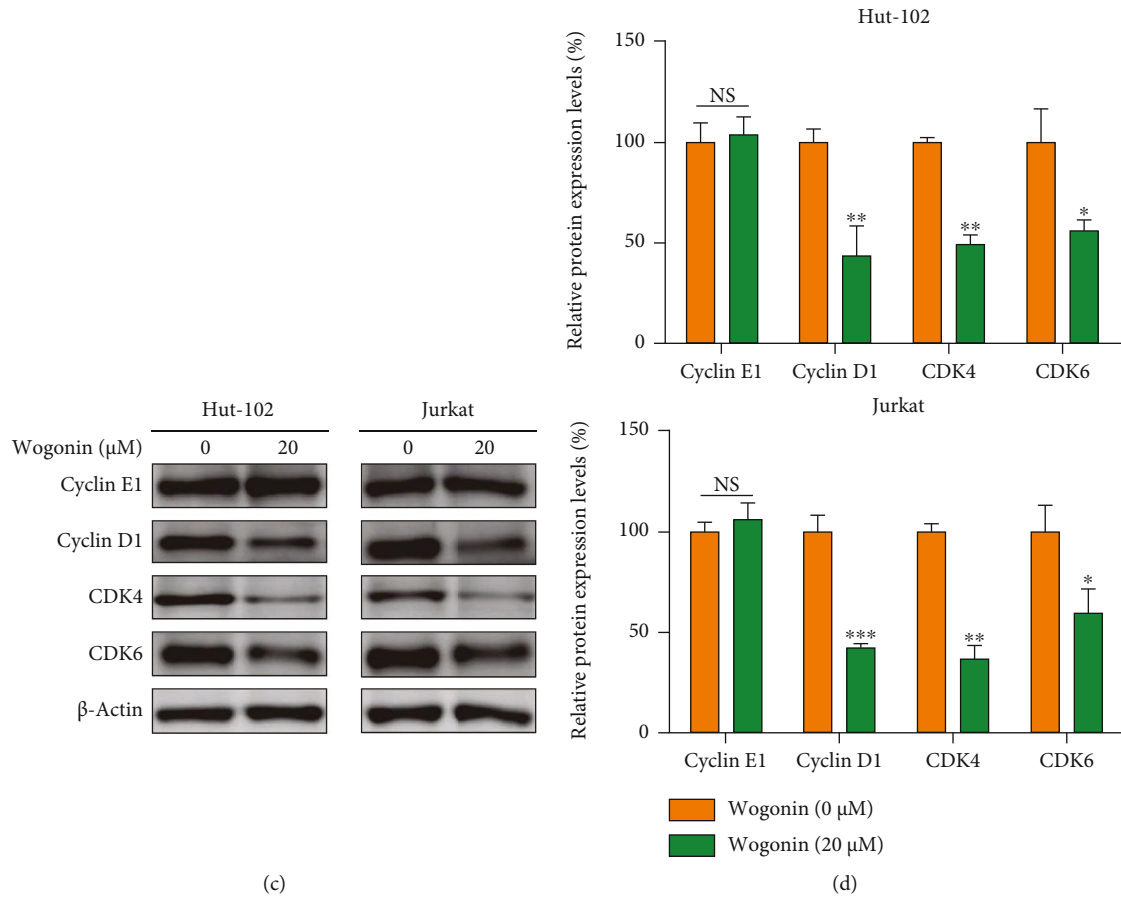 Hut-102
Relative protein expression levels (%)
150
100
50
0
NS
**
**
*
Cyclin E1 Cyclin D1 CDK4 CDK6
Hut-102 Jurkat
Wogonin (μM) 0 20 0 20
Cyclin E1
Cyclin D1
CDK4
CDK6
β-Actin
(c)
Jurkat
Relative protein expression levels (%)
150
100
50
0
NS
***
**
*
Cyclin E1 Cyclin D1 CDK4 CDK6
Wogonin (0 μM)
Wogonin (20 μM)
(d)